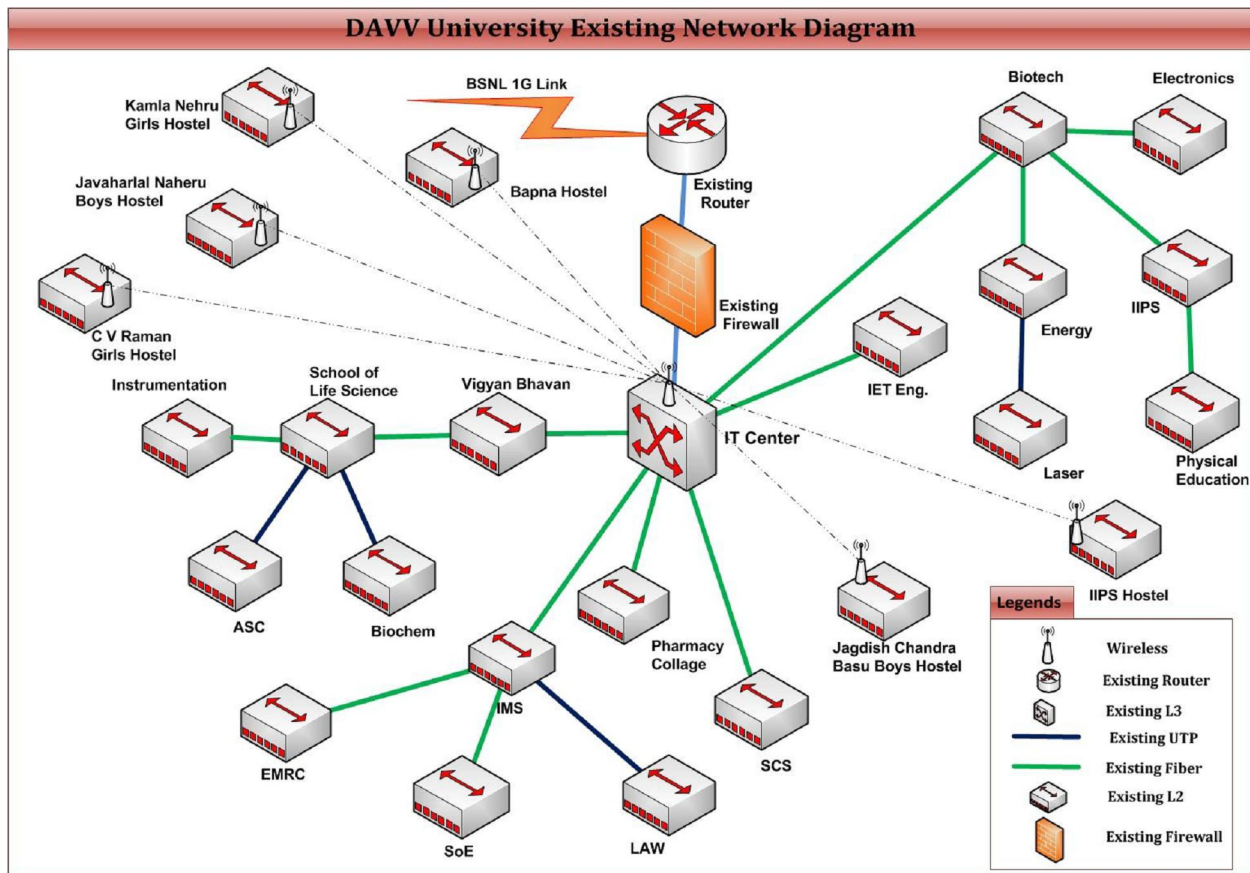 DAVV University Existing Network Diagram
Kamla Nehru
Girls Hostel
BSNL 1G Link
Biotech
Electronics
Javaharlal Naheru
Boys Hostel
Bapna Hostel
Existing
Router
C V Raman
Girls Hostel
Existing
Firewall
Energy
IIPS
Instrumentation
School of
Life Science
Vigyan Bhavan
IET Eng.
IT Center
Laser
Physical
Education
ASC
Biochem
Pharmacy
Collage
Jagdish Chandra
Basu Boys Hostel
IIPS Hostel
IMS
EMRC
SoE
LAW
SCS
Legends
Wireless
Existing Router
Existing L3
Existing UTP
Existing Fiber
Existing L2
Existing Firewall